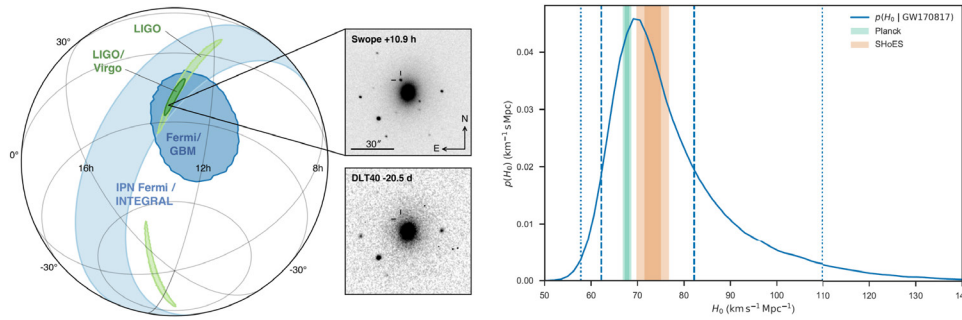 LIGO
LIGO/
Virgo
30°
Fermi/
GBM
0°
16h
12h
8h
IPN Fermi /
INTEGRAL
-30°
-30°
Swope +10.9 h
30″
N
E
DLT40 -20.5 d
p(H₀ | GW170817)
Planck
SHoES
0.04
0.03
0.02
0.01
0.00
p(H₀) (km⁻¹ s Mpc)
50
60
70
80
90
100
110
120
130
140
H₀ (km s⁻¹ Mpc⁻¹)